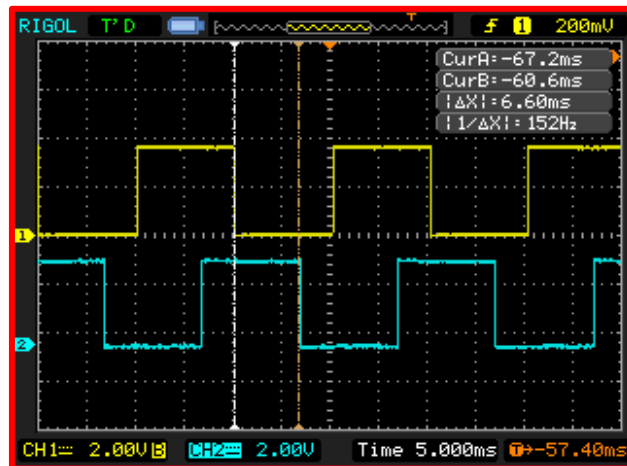 RIGOL T'D 1 200mV
CurA=-67.2ms
CurB=-60.6ms
|ΔX|=6.60ms
|1/ΔX|=152Hz
1
2
CH1 2.00V B CH2 2.00V Time 5.000ms T→-57.40ms